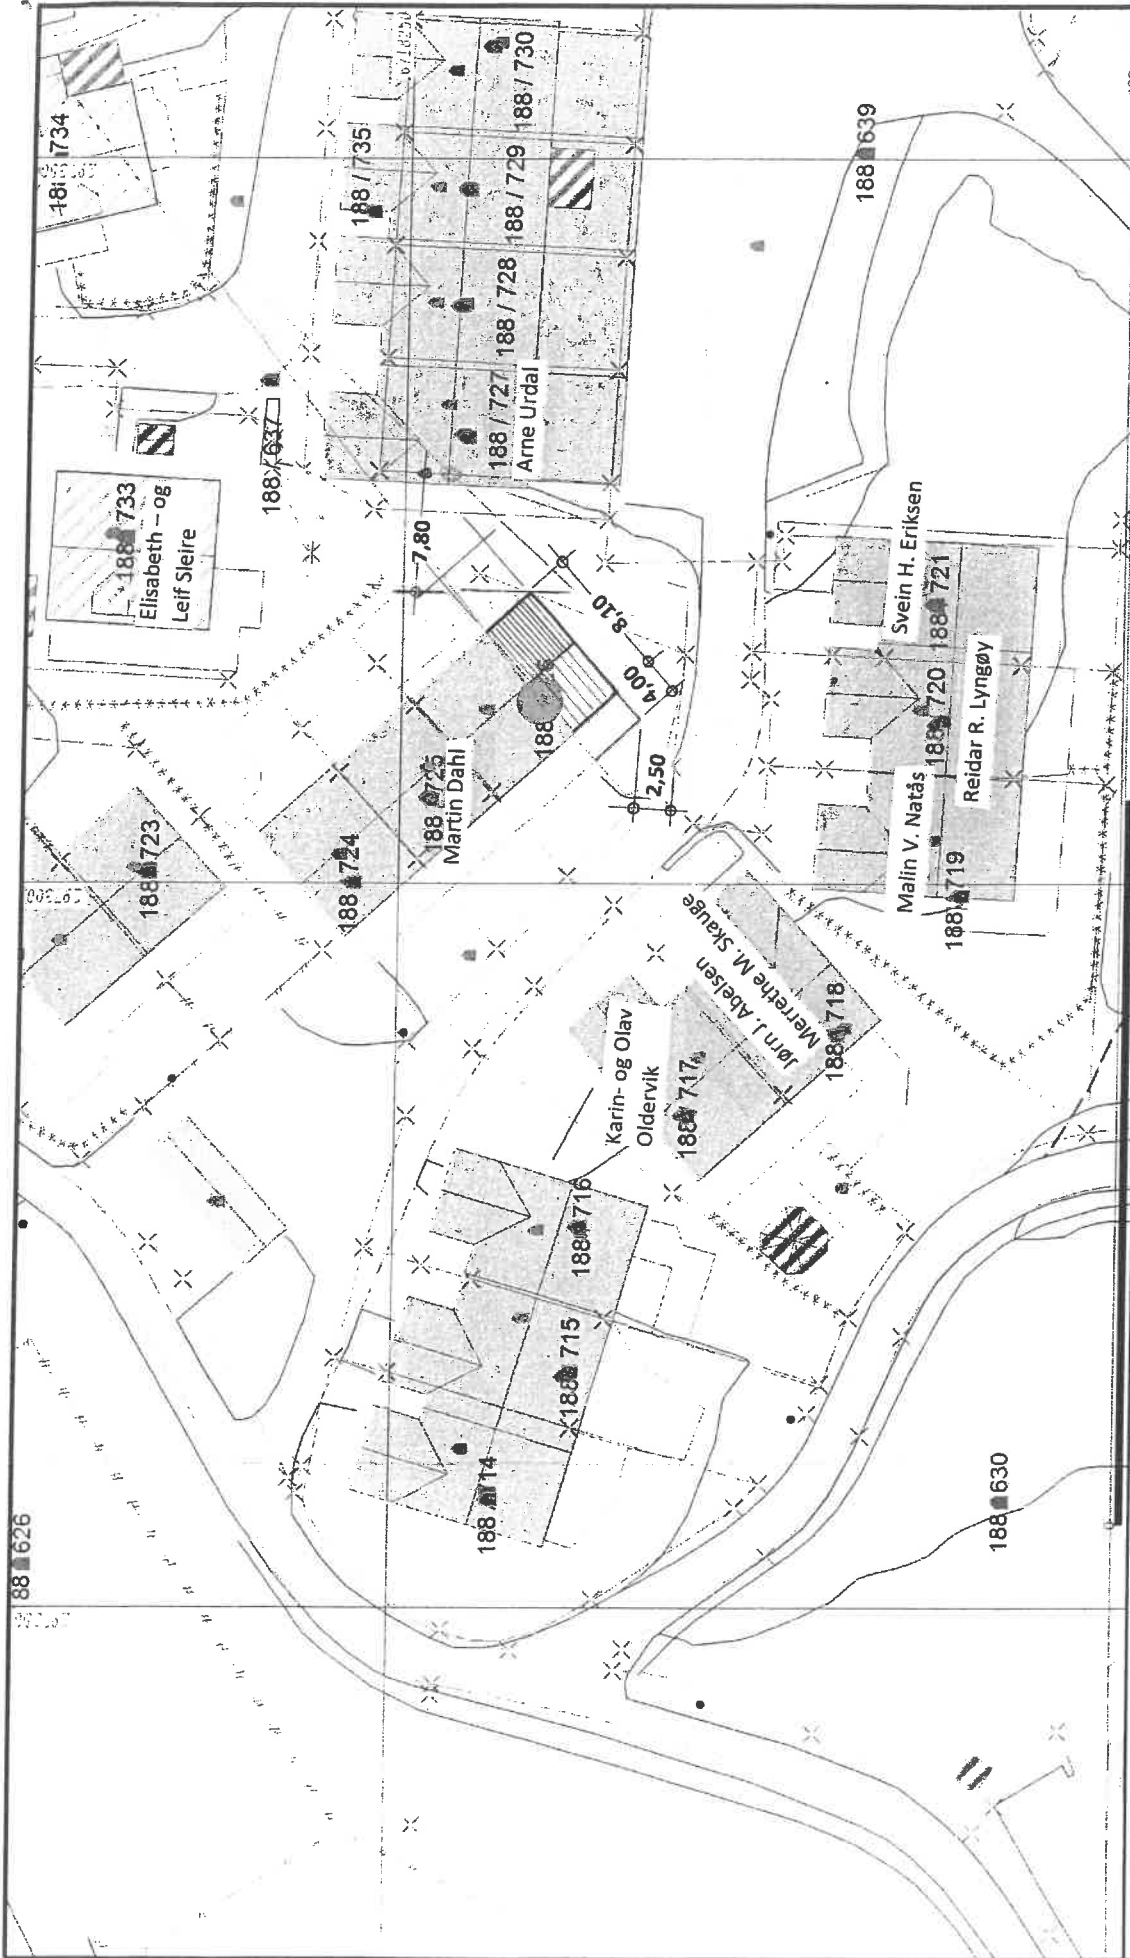 188 734
188 / 735
188 / 730
188 / 729
188 / 728
188 / 727
Arne Urdal
188 / 637
188 733
Elisabeth – og
Leif Sleire
188 639
7,80
8,10
4,00
2,50
188
188 725
Martin Dahl
188 724
188 723
Svein H. Eriksen
188 721
188 720
Reidar R. Lyngøy
Malin V. Natås
188 719
Jørn J. Abelsen
Merrethe M. Skauge
188 718
Karin- og Olav
Oldervik
188 717
188 716
188 715
188 714
188 626
188 630